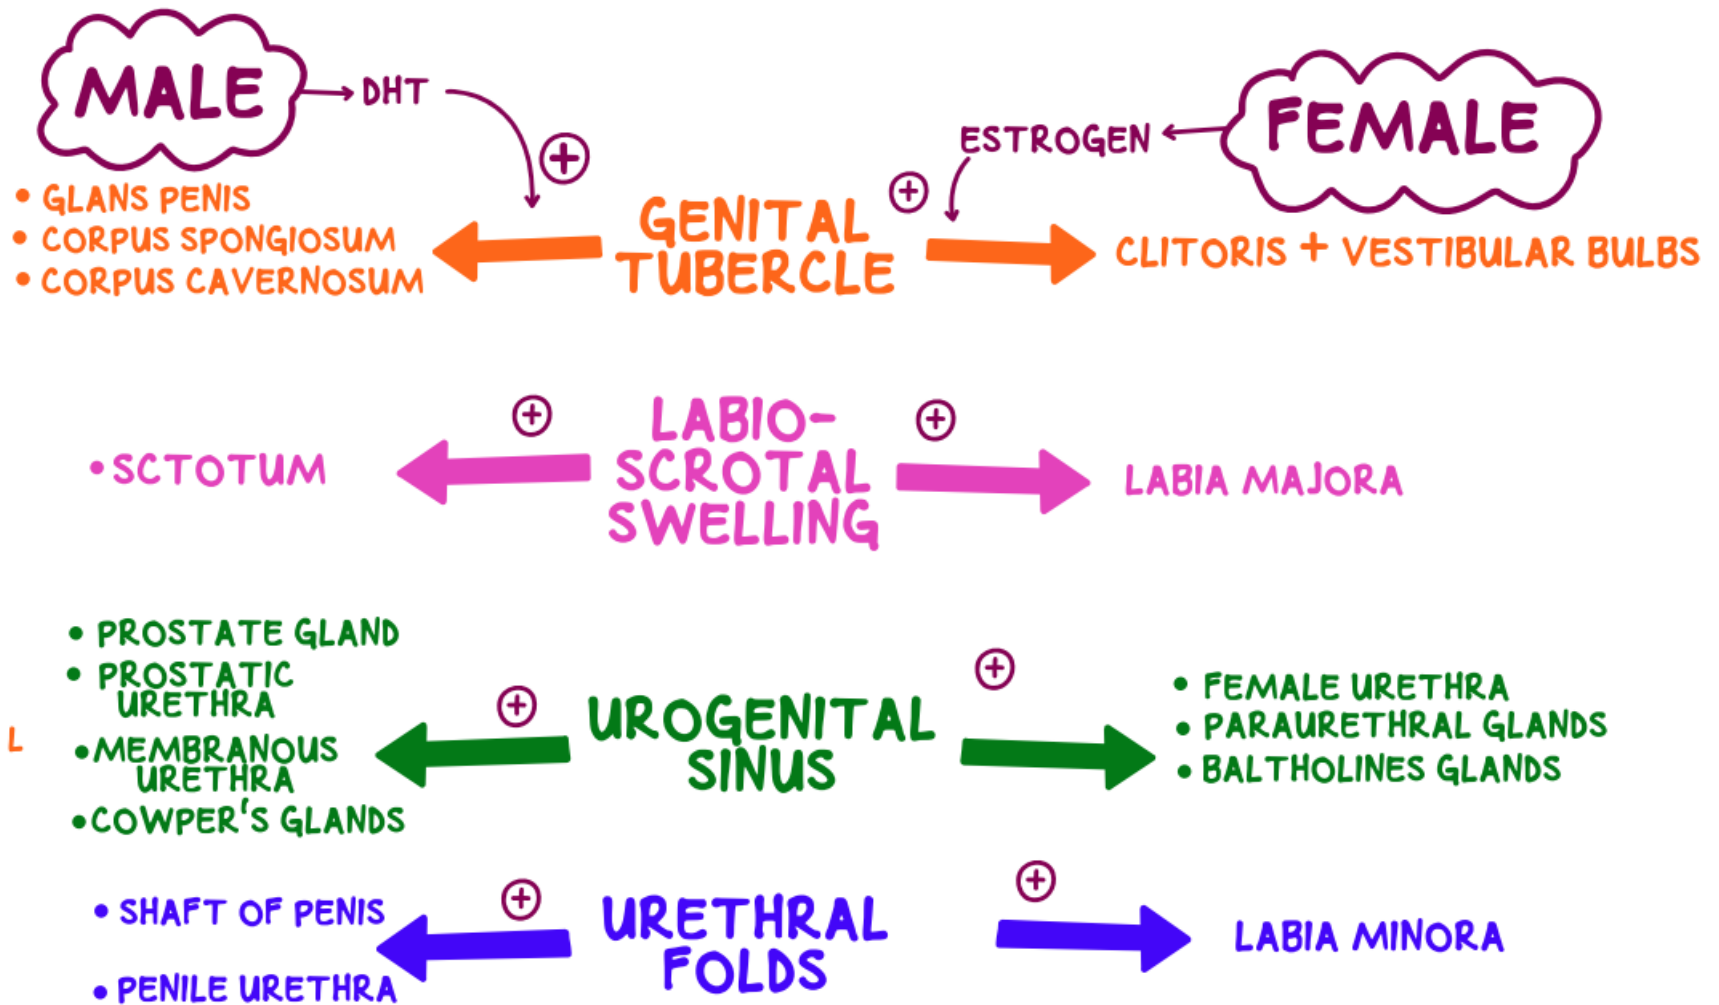 MALE
DHT
FEMALE
ESTROGEN
+
+
• GLANS PENIS
• CORPUS SPONGIOSUM
• CORPUS CAVERNOSUM
GENITAL
TUBERCLE
CLITORIS + VESTIBULAR BULBS
+
+
• SCTOTUM
LABIO-
SCROTAL
SWELLING
LABIA MAJORA
• PROSTATE GLAND
• PROSTATIC
URETHRA
• MEMBRANOUS
URETHRA
• COWPER'S GLANDS
L
+
+
UROGENITAL
SINUS
• FEMALE URETHRA
• PARAURETHRAL GLANDS
• BALTHOLINES GLANDS
+
+
• SHAFT OF PENIS
• PENILE URETHRA
URETHRAL
FOLDS
LABIA MINORA